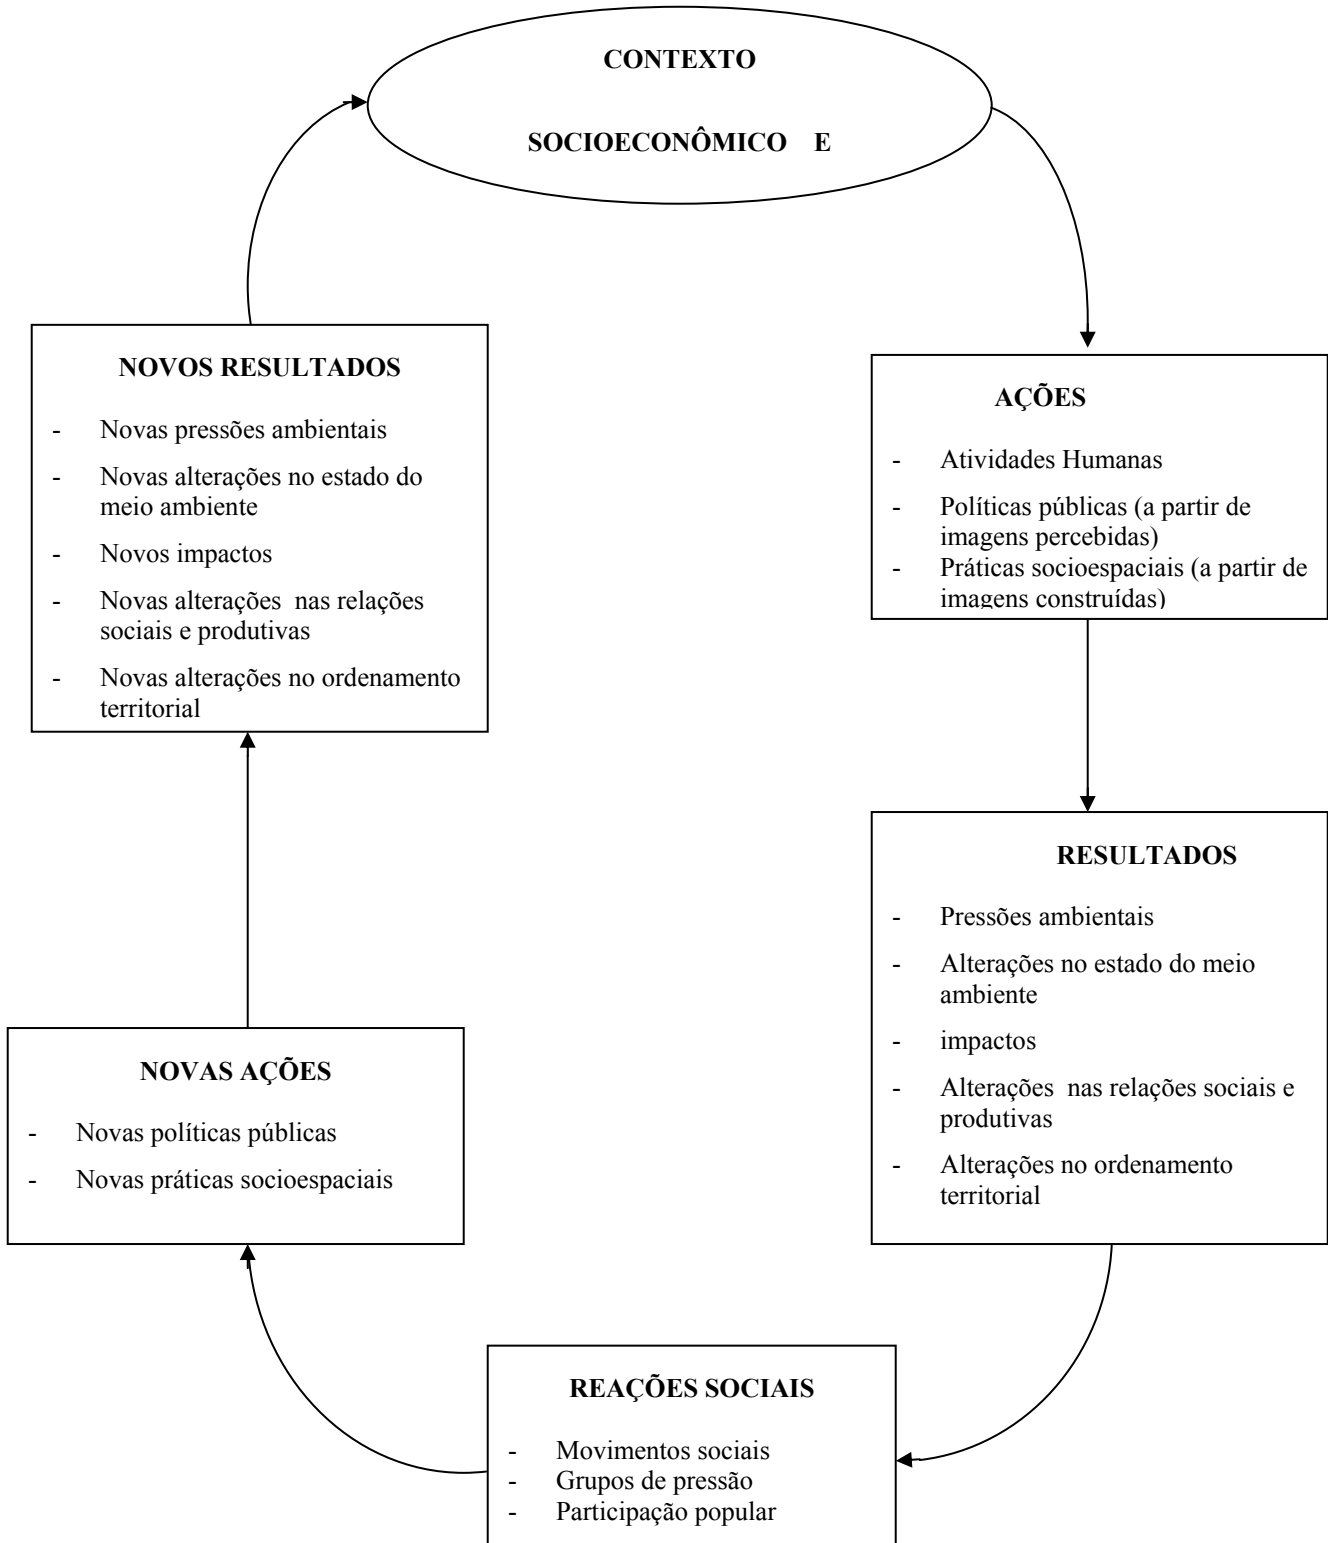 CONTEXTO
SOCIOECONÔMICO E
NOVOS RESULTADOS
- Novas pressões ambientais
- Novas alterações no estado do
meio ambiente
- Novos impactos
- Novas alterações nas relações
sociais e produtivas
- Novas alterações no ordenamento
territorial
AÇÕES
- Atividades Humanas
- Políticas públicas (a partir de
imagens percebidas)
- Práticas socioespaciais (a partir de
imagens construídas)
RESULTADOS
- Pressões ambientais
- Alterações no estado do meio
ambiente
- impactos
- Alterações nas relações sociais e
produtivas
- Alterações no ordenamento
territorial
NOVAS AÇÕES
- Novas políticas públicas
- Novas práticas socioespaciais
REAÇÕES SOCIAIS
- Movimentos sociais
- Grupos de pressão
- Participação popular